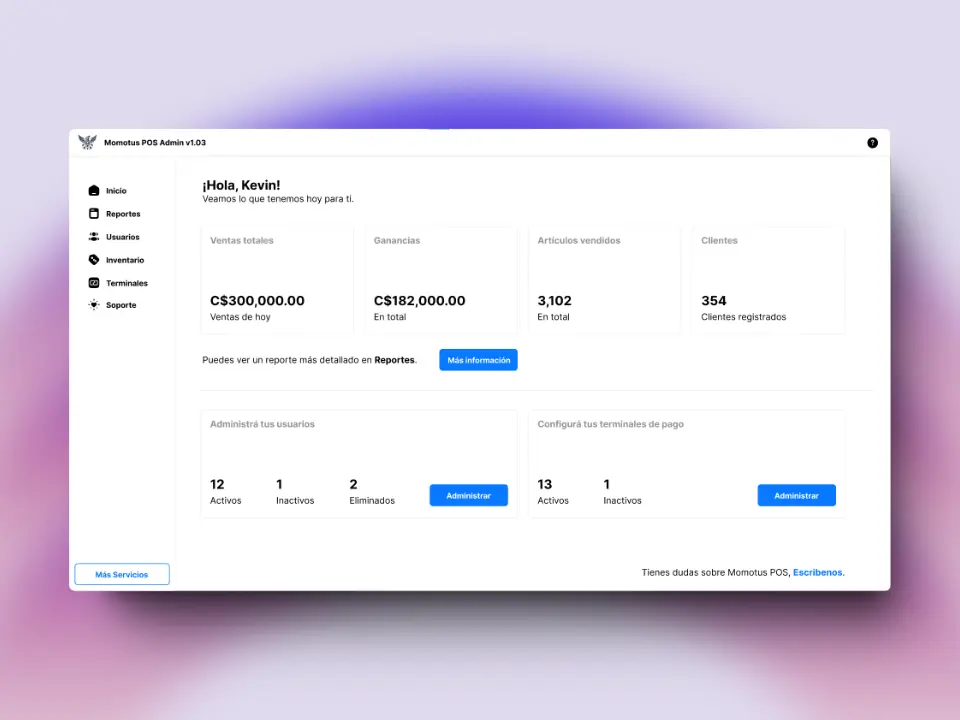 Momotus POS Admin v1.03
?
Inicio
Reportes
Usuarios
Inventario
Terminales
Soporte
Más Servicios
¡Hola, Kevin!
Veamos lo que tenemos hoy para ti.
Ventas totales
C$300,000.00
Ventas de hoy
Ganancias
C$182,000.00
En total
Artículos vendidos
3,102
En total
Clientes
354
Clientes registrados
Puedes ver un reporte más detallado en Reportes.
Más información
Administrá tus usuarios
12
Activos
1
Inactivos
2
Eliminados
Administrar
Configurá tus terminales de pago
13
Activos
1
Inactivos
Administrar
Tienes dudas sobre Momotus POS, Escribenos.